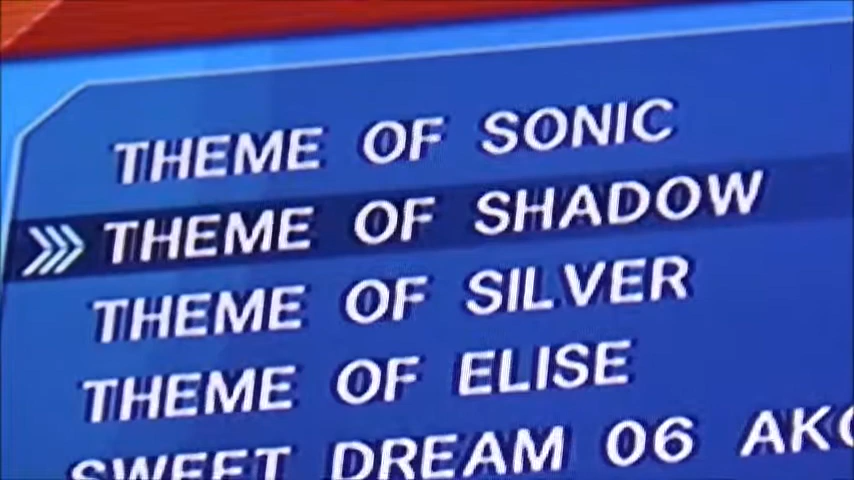 THEME OF SONIC
THEME OF SHADOW
THEME OF SILVER
THEME OF ELISE
SWEET DREAM 06